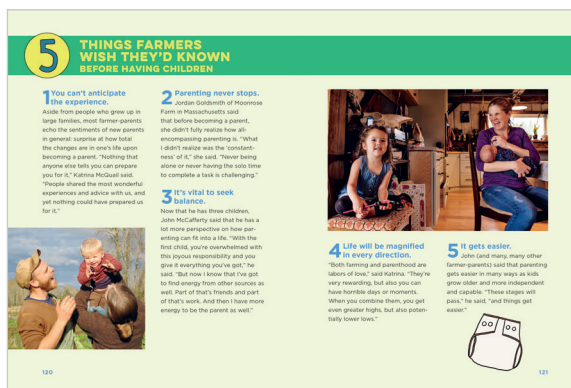 5
THINGS FARMERS
WISH THEY'D KNOWN
BEFORE HAVING CHILDREN
1 You can't anticipate
the experience.
Aside from people who grew up in
large families, most farmer-parents
echo the sentiments of new parents
in general: surprise at how total
the changes are in one's life upon
becoming a parent. "Nothing that
anyone else tells you can prepare
you for it," Katrina McQuail said.
"People shared the most wonderful
experiences and advice with us, and
yet nothing could have prepared us
for it."
2 Parenting never stops.
Jordan Goldsmith of Moonrose
Farm in Massachusetts said
that before becoming a parent,
she didn't fully realize how all-
encompassing parenting is. "What
I didn't realize was the 'constant-
ness' of it," she said. "Never being
alone or never having the solo time
to complete a task is challenging."
3 It's vital to seek
balance.
Now that he has three children,
John McCafferty said that he has a
lot more perspective on how par-
enting can fit into a life. "With the
first child, you're overwhelmed with
this joyous responsibility and you
give it everything you've got," he
said. "But now I know that I've got
to find energy from other sources as
well. Part of that's friends and part
of that's work. And then I have more
energy to be the parent as well."
4 Life will be magnified
in every direction.
"Both farming and parenthood are
labors of love," said Katrina. "They're
very rewarding, but also you can
have horrible days or moments.
When you combine them, you get
even greater highs, but also poten-
tially lower lows."
5 It gets easier.
John (and many, many other
farmer-parents) said that parenting
gets easier in many ways as kids
grow older and more independent
and capable. "These stages will
pass," he said, "and things get
easier."
120
121